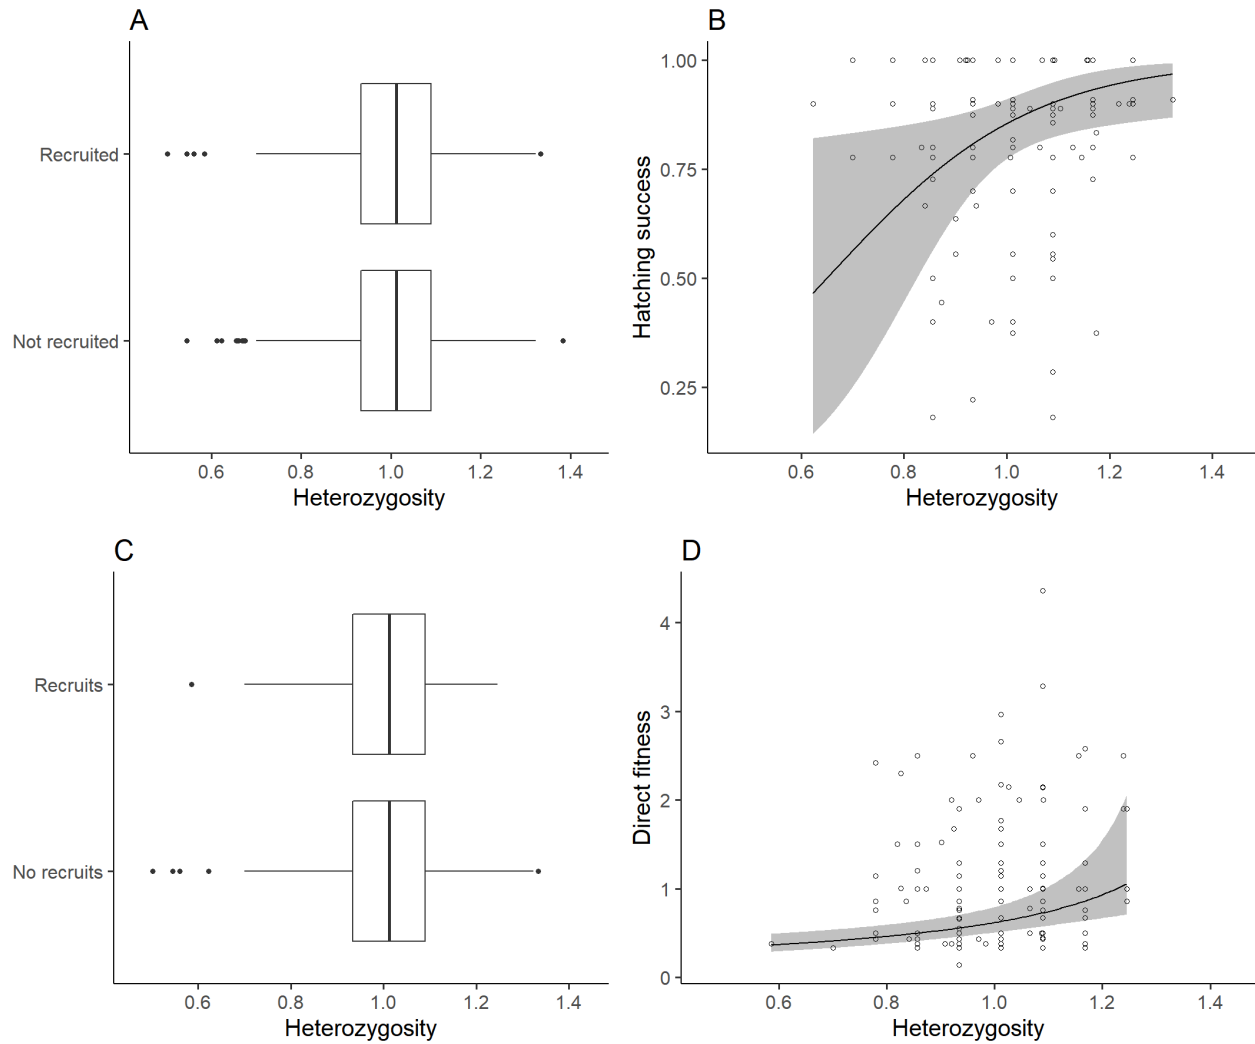 A
Recruited
Not recruited
0.6 0.8 1.0 1.2 1.4
Heterozygosity
B
Hatching success
1.00
0.75
0.50
0.25
0.6 0.8 1.0 1.2 1.4
Heterozygosity
C
Recruits
No recruits
0.6 0.8 1.0 1.2 1.4
Heterozygosity
D
Direct fitness
4
3
2
1
0
0.6 0.8 1.0 1.2 1.4
Heterozygosity